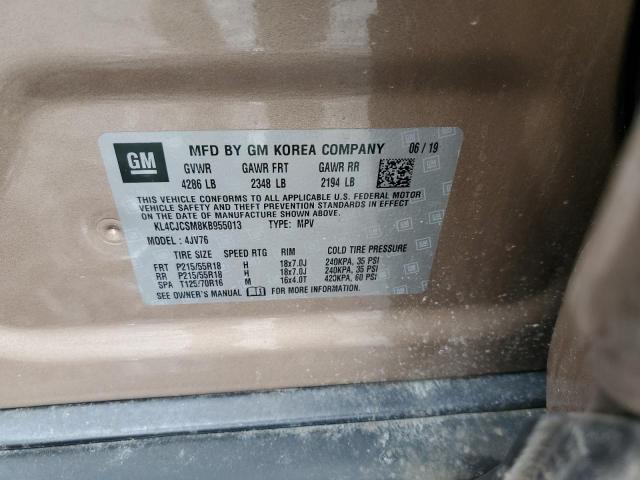 GM
MFD BY GM KOREA COMPANY 06/19
GVWR GAWR FRT GAWR RR
4286 LB 2348 LB 2194 LB
THIS VEHICLE CONFORMS TO ALL APPLICABLE U.S. FEDERAL MOTOR
VEHICLE SAFETY AND THEFT PREVENTION STANDARDS IN EFFECT ON
THE DATE OF MANUFACTURE SHOWN ABOVE.
KL4CJCSM8KB955013 TYPE: MPV
MODEL: 4JV76
TIRE SIZE SPEED RTG RIM COLD TIRE PRESSURE
FRT P215/55R18 H 18x7.0J 240KPA, 35 PSI
RR P215/55R18 H 18x7.0J 240KPA, 35 PSI
SPA T125/70R16 M 16x4.0T 420KPA, 60 PSI
SEE OWNER'S MANUAL FOR MORE INFORMATION.